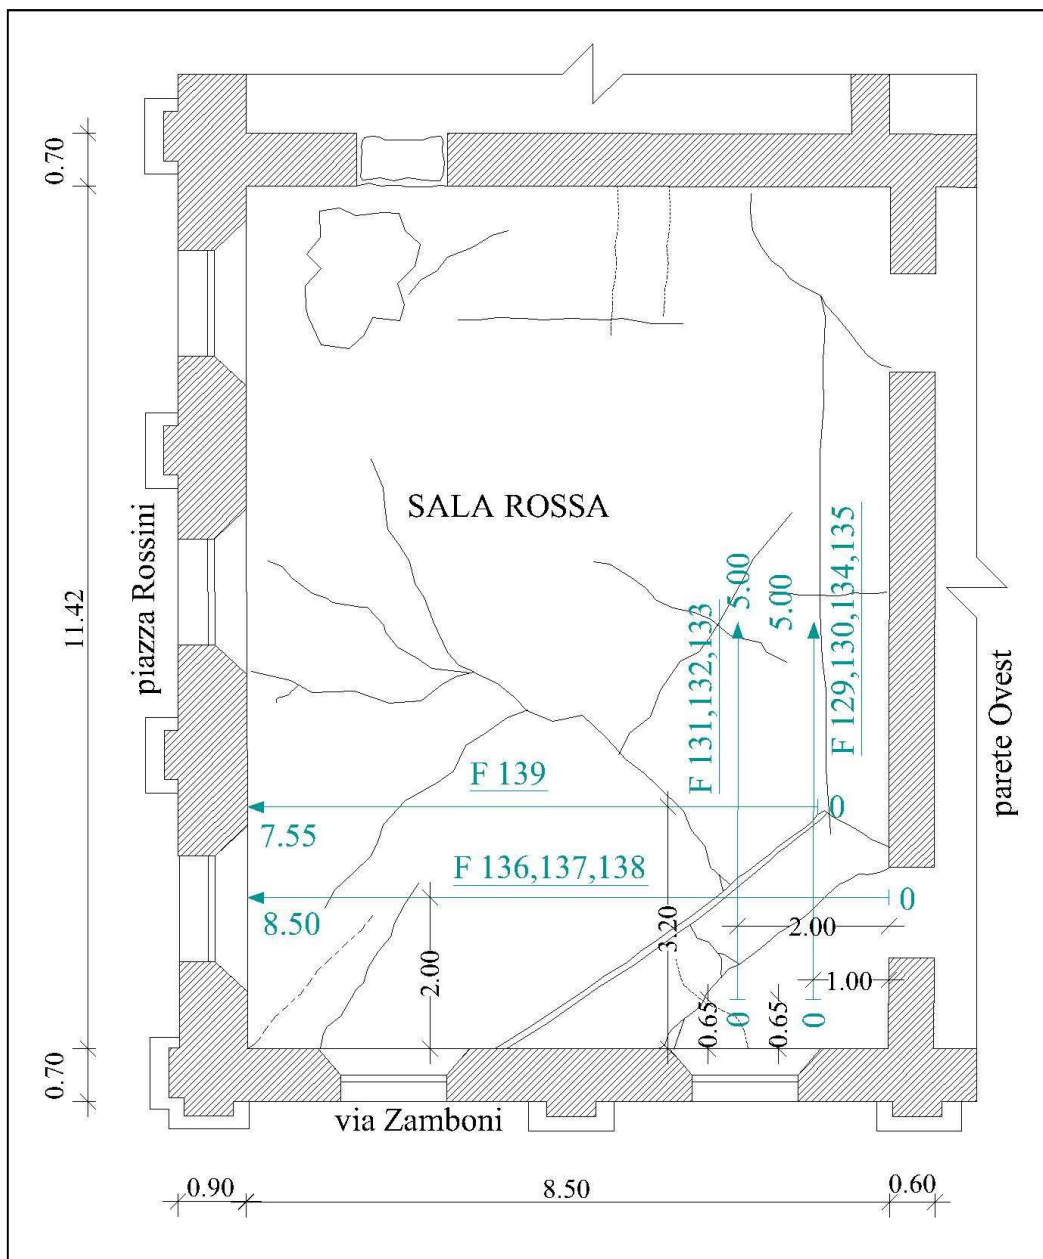 0.70
SALA ROSSA
piazza Rossini
11.42
5.00
5.00
F 131,132,133
F 129,130,134,135
parete Ovest
F 139
0
7.55
F 136,137,138
0
8.50
2.00
3.20
2.00
1.00
0.65
0
0.65
0
0.70
via Zamboni
0.90
8.50
0.60